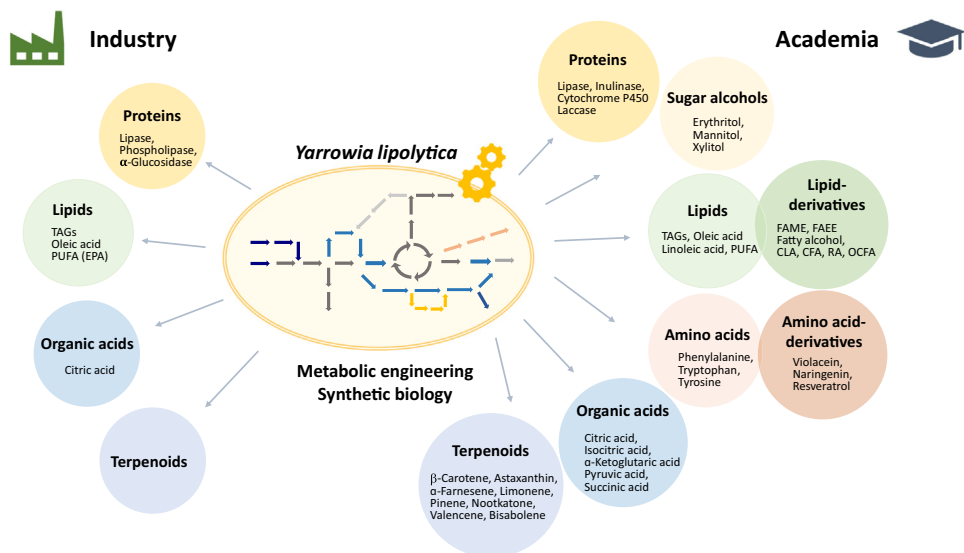 Industry
Academia
Proteins
Lipase,
Phospholipase,
α-Glucosidase
Lipids
TAGs
Oleic acid
PUFA (EPA)
Organic acids
Citric acid
Terpenoids
Yarrowia lipolytica
Metabolic engineering
Synthetic biology
Proteins
Lipase, Inulinase,
Cytochrome P450
Laccase
Sugar alcohols
Erythritol,
Mannitol,
Xylitol
Lipids
TAGs, Oleic acid
Linoleic acid, PUFA
Lipid-
derivatives
FAME, FAEE
Fatty alcohol,
CLA, CFA, RA, OCFA
Amino acids
Phenylalanine,
Tryptophan,
Tyrosine
Amino acid-
derivatives
Violacein,
Naringenin,
Resveratrol
Organic acids
Citric acid,
Isocitric acid,
α-Ketoglutaric acid
Pyruvic acid,
Succinic acid
Terpenoids
β-Carotene, Astaxanthin,
α-Farnesene, Limonene,
Pinene, Nootkatone,
Valencene, Bisabolene